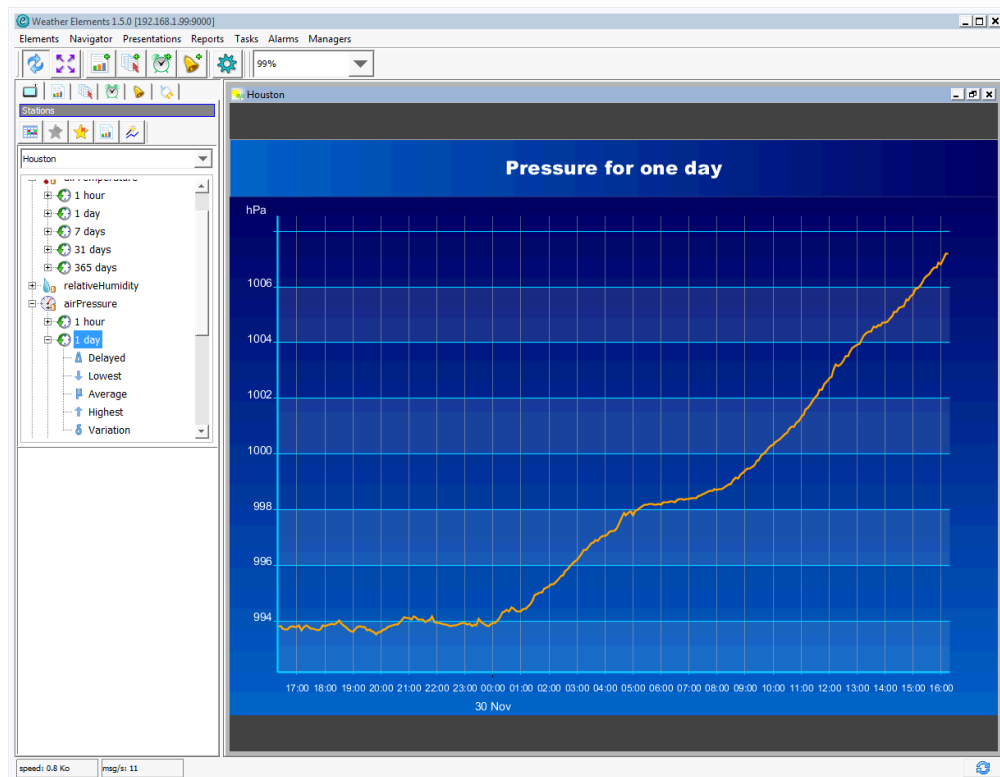 Weather Elements 1.5.0 [192.168.1.99:9000]
Elements Navigator Presentations Reports Tasks Alarms Managers
99%
Stations
Houston
airTemperature
1 hour
1 day
7 days
31 days
365 days
relativeHumidity
airPressure
1 hour
1 day
Delayed
Lowest
Average
Highest
Variation
Houston
Pressure for one day
hPa
1006
1004
1002
1000
998
996
994
17:00 18:00 19:00 20:00 21:00 22:00 23:00 00:00 01:00 02:00 03:00 04:00 05:00 06:00 07:00 08:00 09:00 10:00 11:00 12:00 13:00 14:00 15:00 16:00
30 Nov
speed: 0.8 Ko msg/s: 11